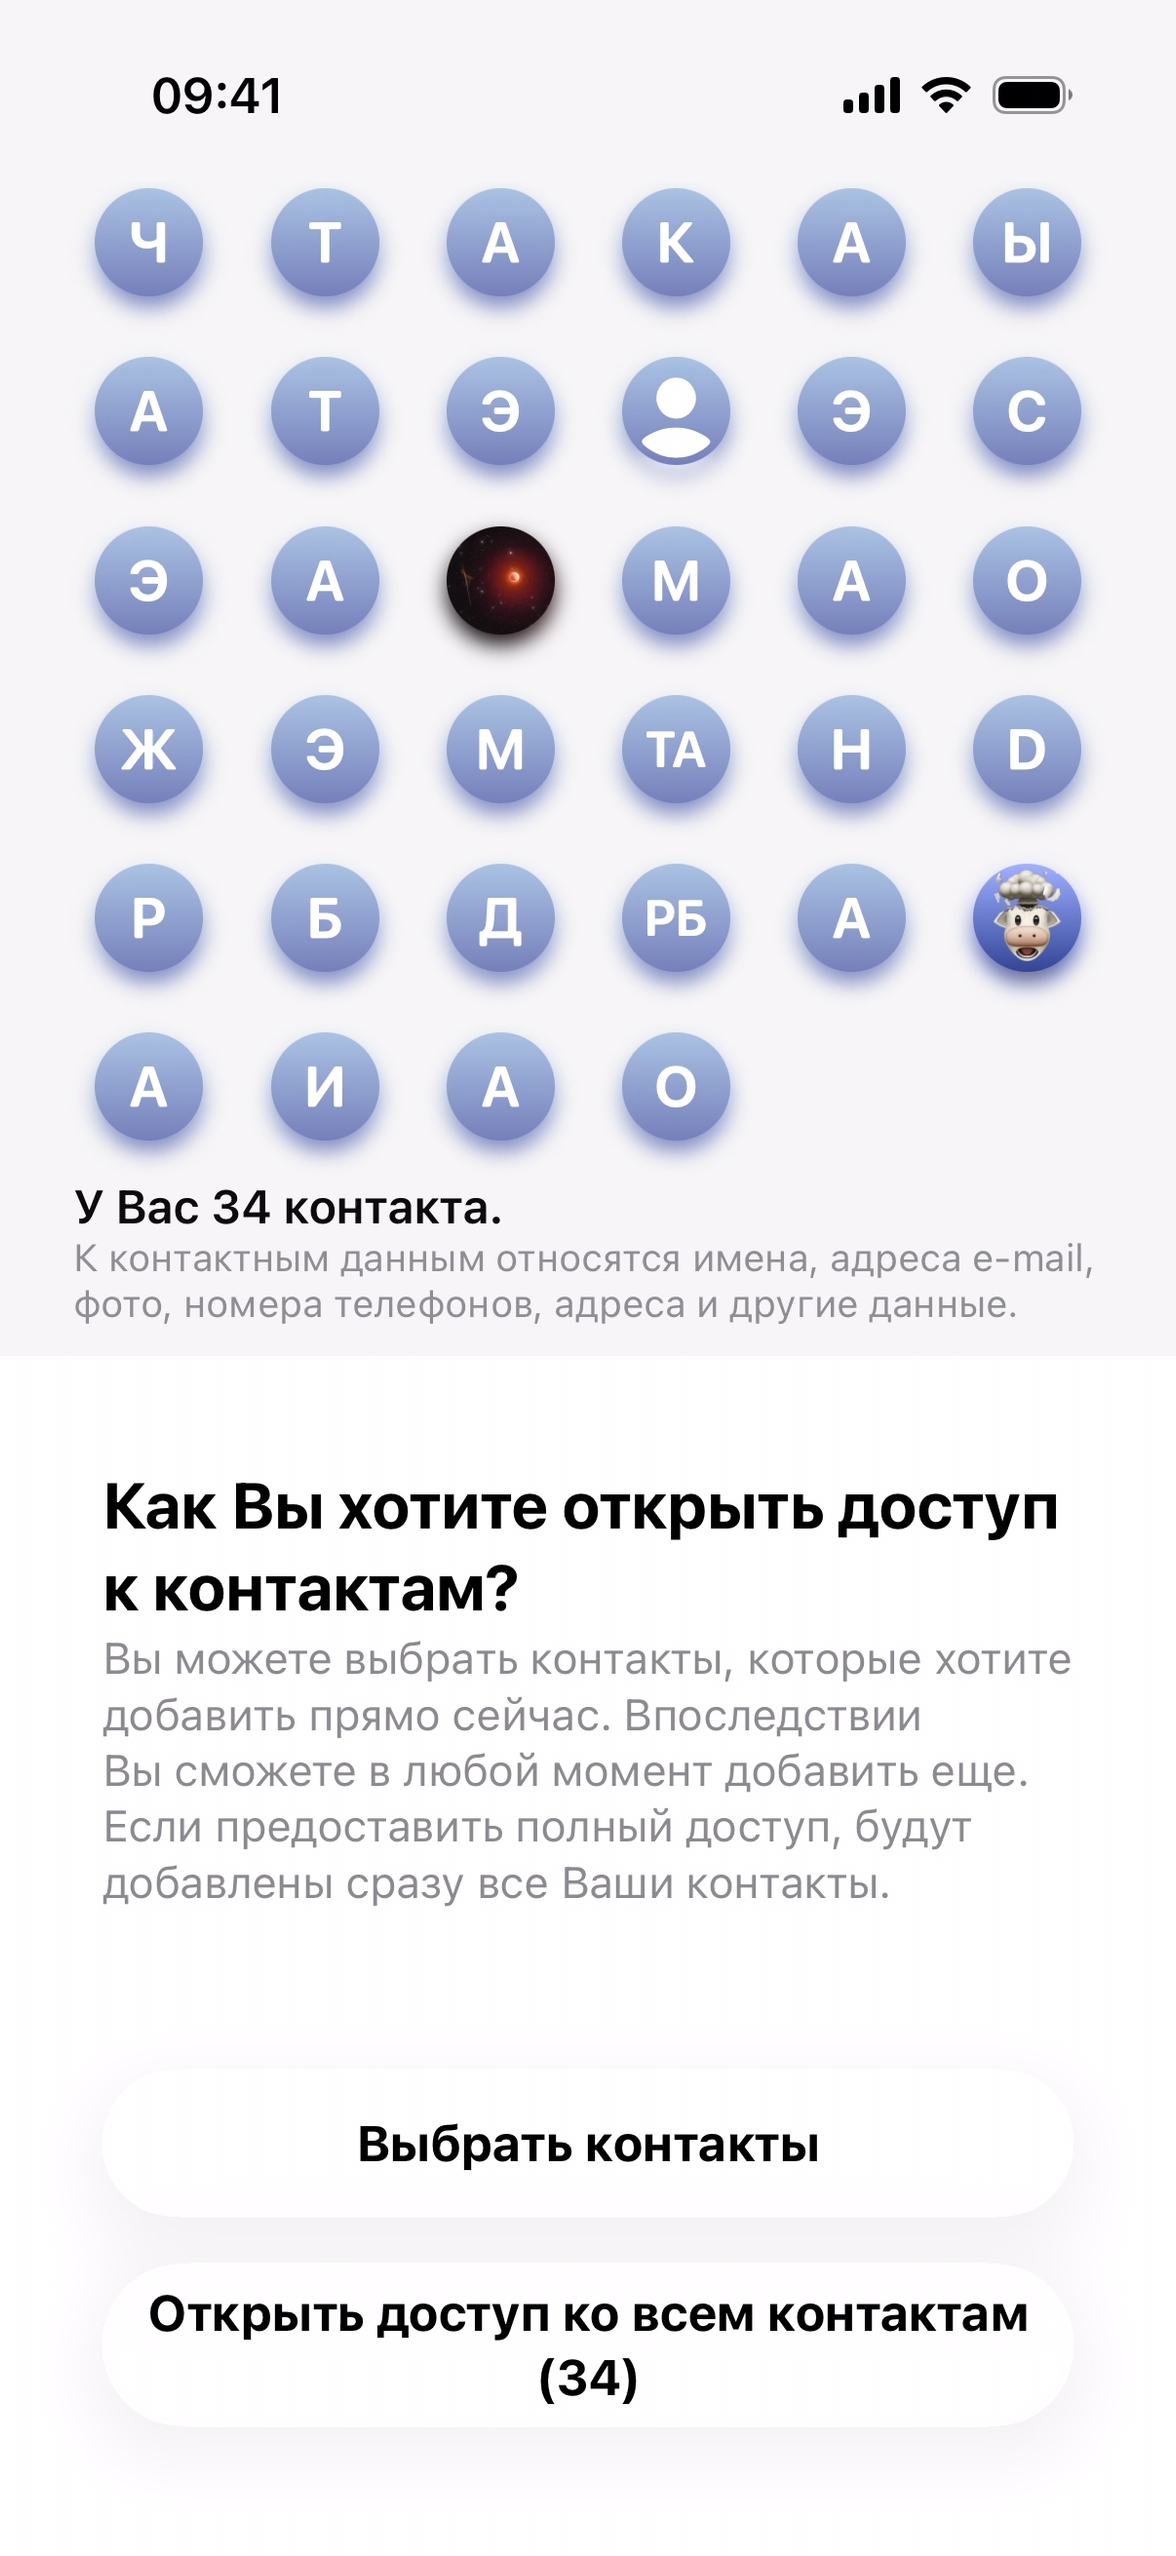 09:41
Ч Т А К А Ы
А Т Э Э С
Э А М А О
Ж Э М ТА Н D
Р Б Д РБ А
А И А О
У Вас 34 контакта.
К контактным данным относятся имена, адреса e-mail,
фото, номера телефонов, адреса и другие данные.
Как Вы хотите открыть доступ
к контактам?
Вы можете выбрать контакты, которые хотите
добавить прямо сейчас. Впоследствии
Вы сможете в любой момент добавить еще.
Если предоставить полный доступ, будут
добавлены сразу все Ваши контакты.
Выбрать контакты
Открыть доступ ко всем контактам
(34)